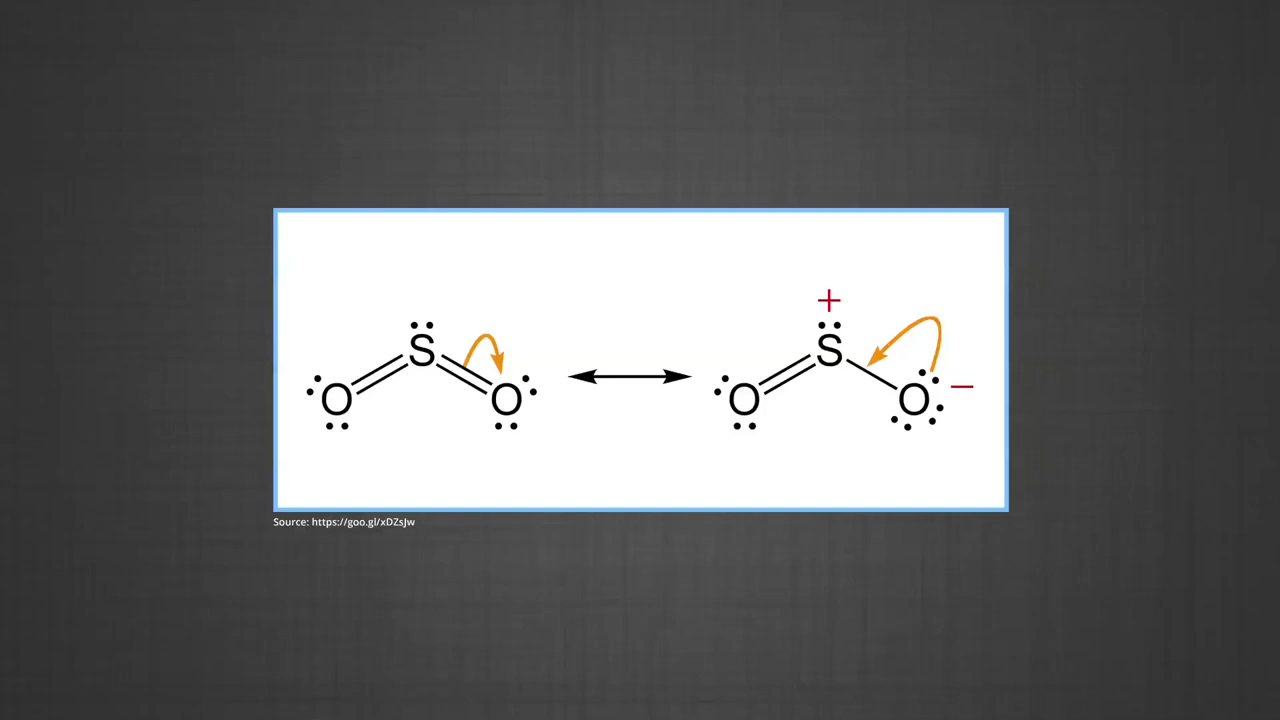 +
S S
O O O O −
Source: https://goo.gl/xDZsJw